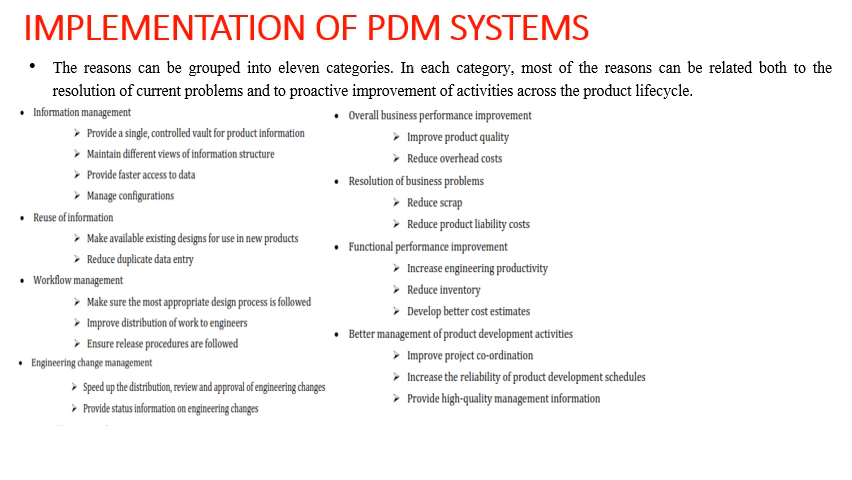 IMPLEMENTATION OF PDM SYSTEMS
• The reasons can be grouped into eleven categories. In each category, most of the reasons can be related both to the
resolution of current problems and to proactive improvement of activities across the product lifecycle.
• Information management
➢ Provide a single, controlled vault for product information
➢ Maintain different views of information structure
➢ Provide faster access to data
➢ Manage configurations
• Reuse of information
➢ Make available existing designs for use in new products
➢ Reduce duplicate data entry
• Workflow management
➢ Make sure the most appropriate design process is followed
➢ Improve distribution of work to engineers
➢ Ensure release procedures are followed
• Engineering change management
➢ Speed up the distribution, review and approval of engineering changes
➢ Provide status information on engineering changes
• Overall business performance improvement
➢ Improve product quality
➢ Reduce overhead costs
• Resolution of business problems
➢ Reduce scrap
➢ Reduce product liability costs
• Functional performance improvement
➢ Increase engineering productivity
➢ Reduce inventory
➢ Develop better cost estimates
• Better management of product development activities
➢ Improve project co-ordination
➢ Increase the reliability of product development schedules
➢ Provide high-quality management information